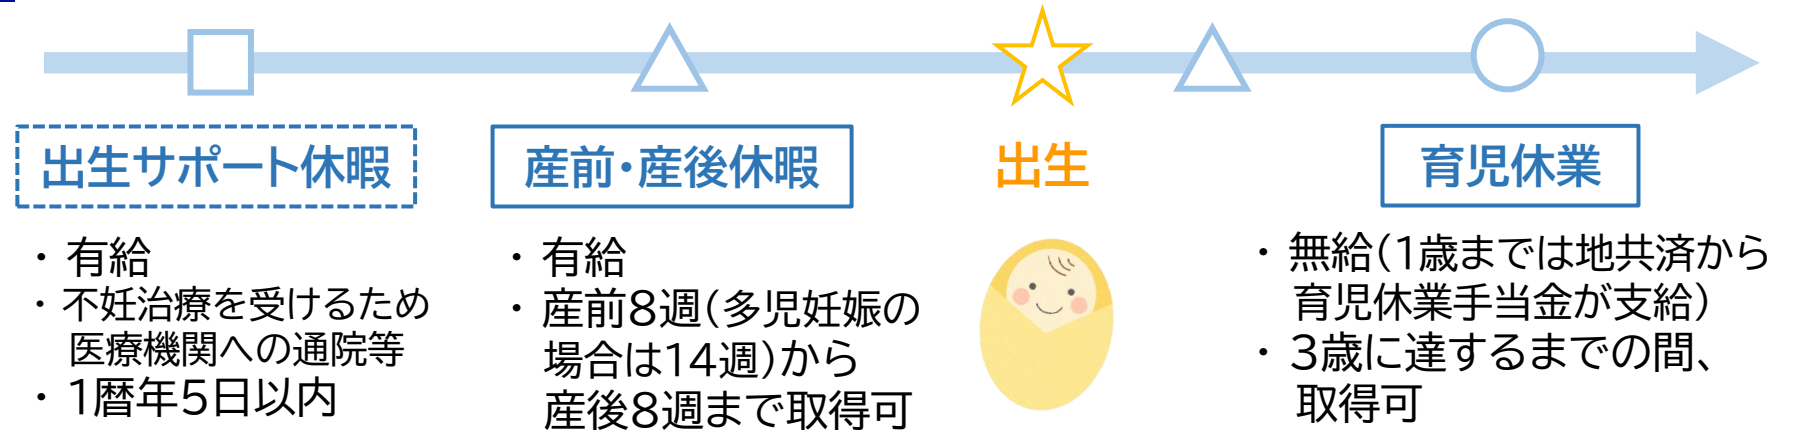 出生サポート休暇
・有給
・不妊治療を受けるため
医療機関への通院等
・1暦年5日以内
産前・産後休暇
・有給
・産前8週(多児妊娠の
場合は14週)から
産後8週まで取得可
出生
育児休業
・無給(1歳までは地共済から
育児休業手当金が支給)
・3歳に達するまでの間、
取得可